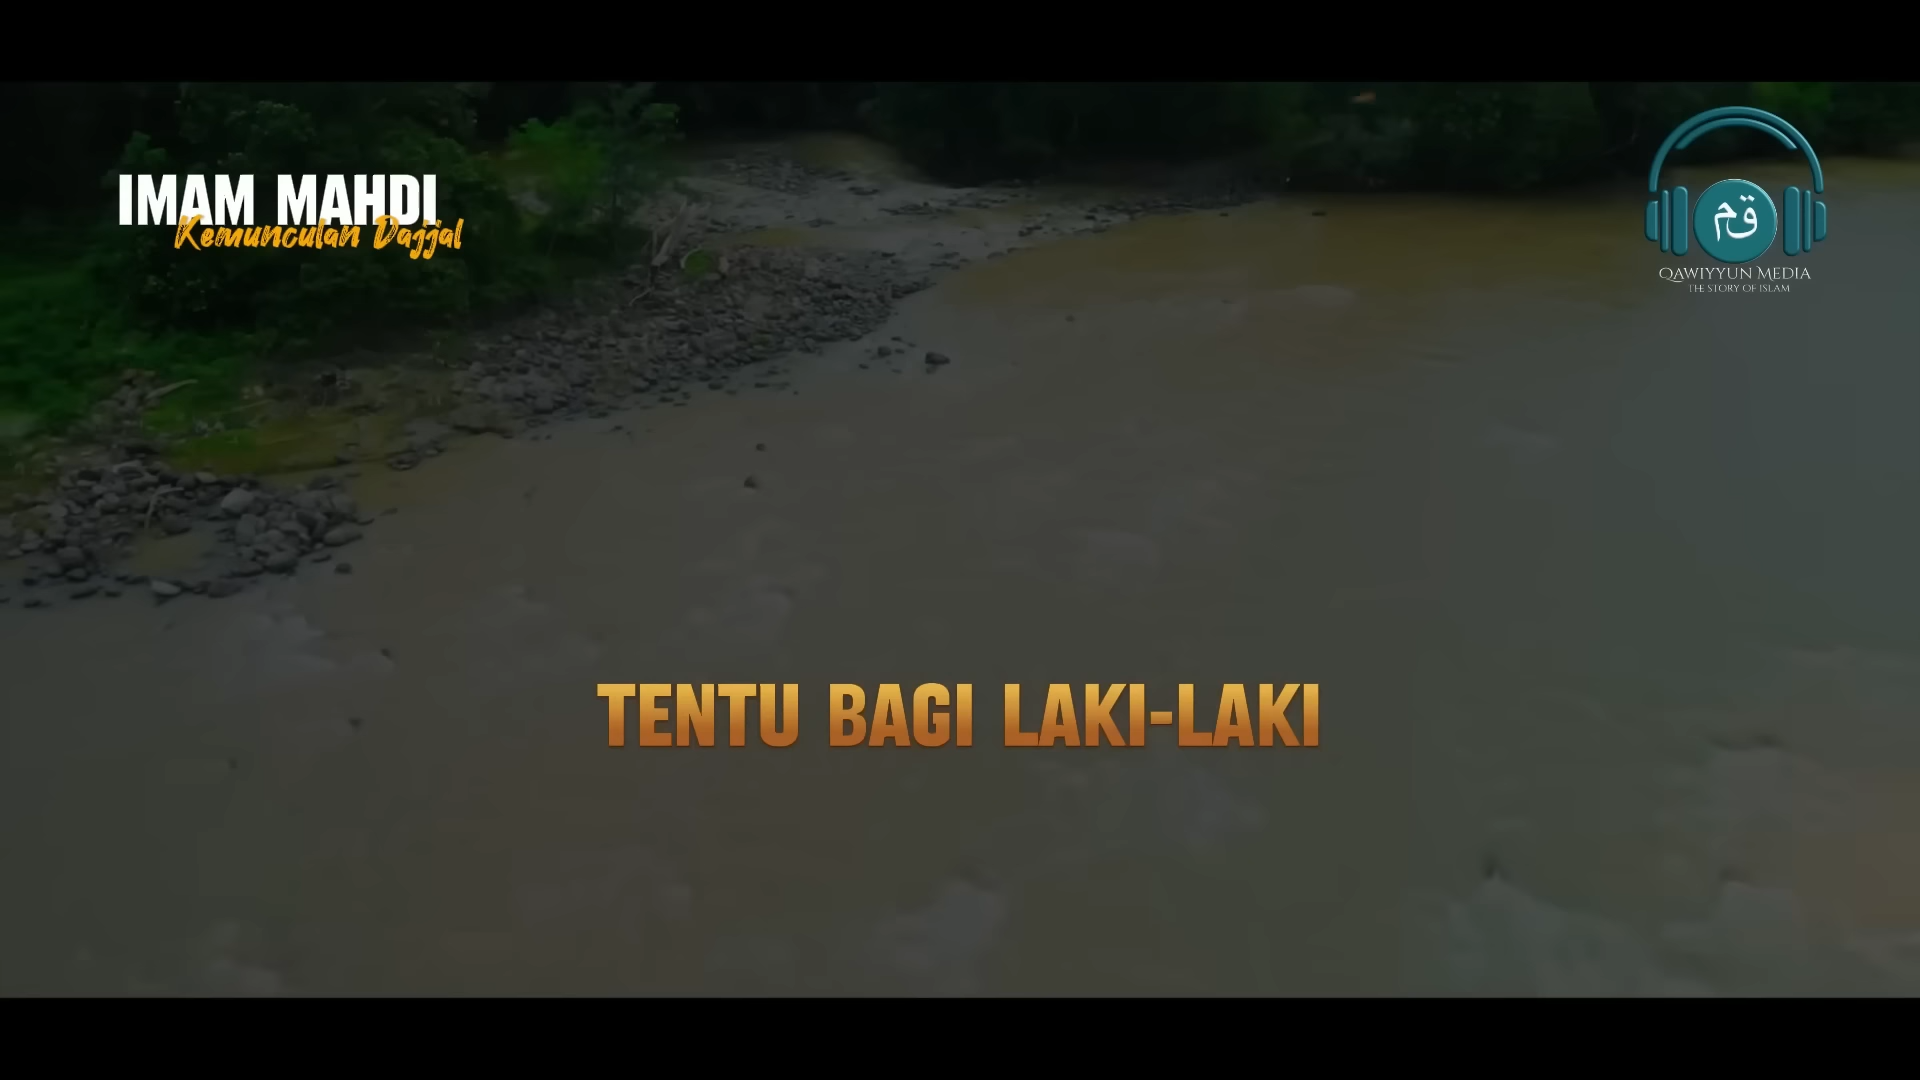 IMAM MAHDI
Kemunculan Dajjal
قم
QAWIYYUN MEDIA
THE STORY OF ISLAM
TENTU BAGI LAKI-LAKI